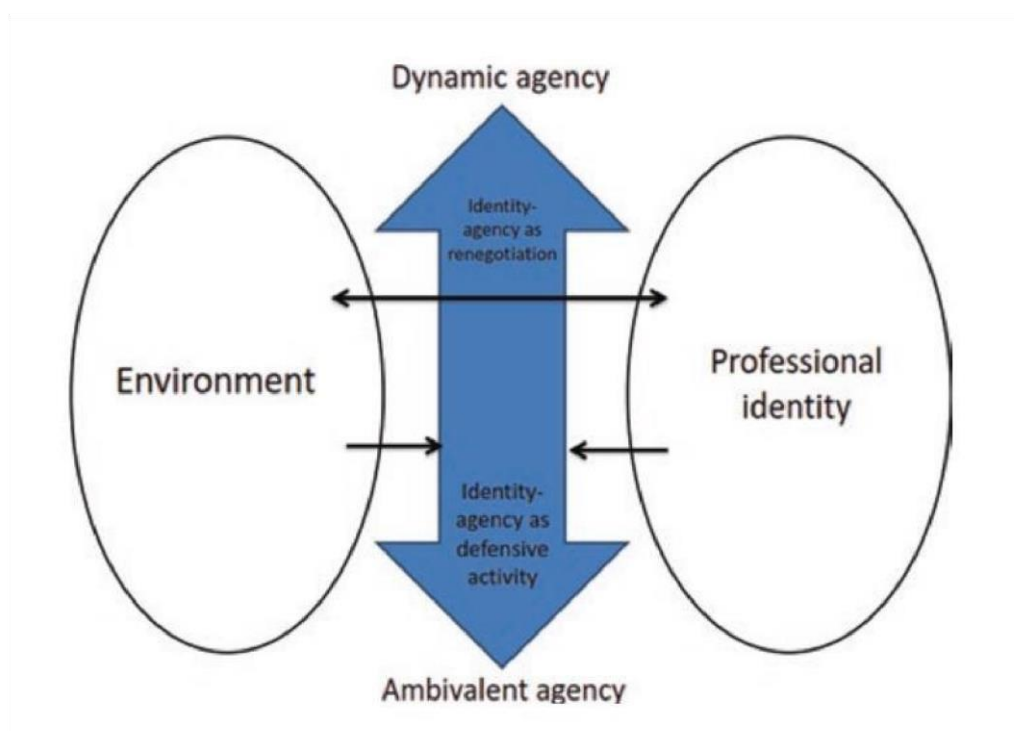 Dynamic agency
Identity-
agency as
renegotiation
Environment
Professional
identity
Identity-
agency as
defensive
activity
Ambivalent agency